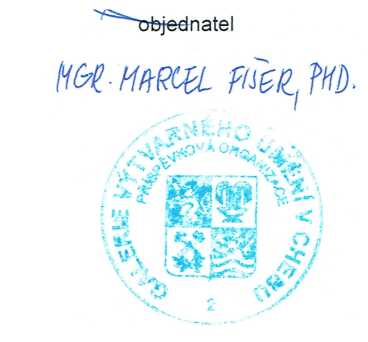 objednatel
MGR. MARCEL FIŠER, PHD.
GALERIE VÝTVARNÉHO UMĚNÍ V CHEBU
PŘÍSPĚVKOVÁ ORGANIZACE
2